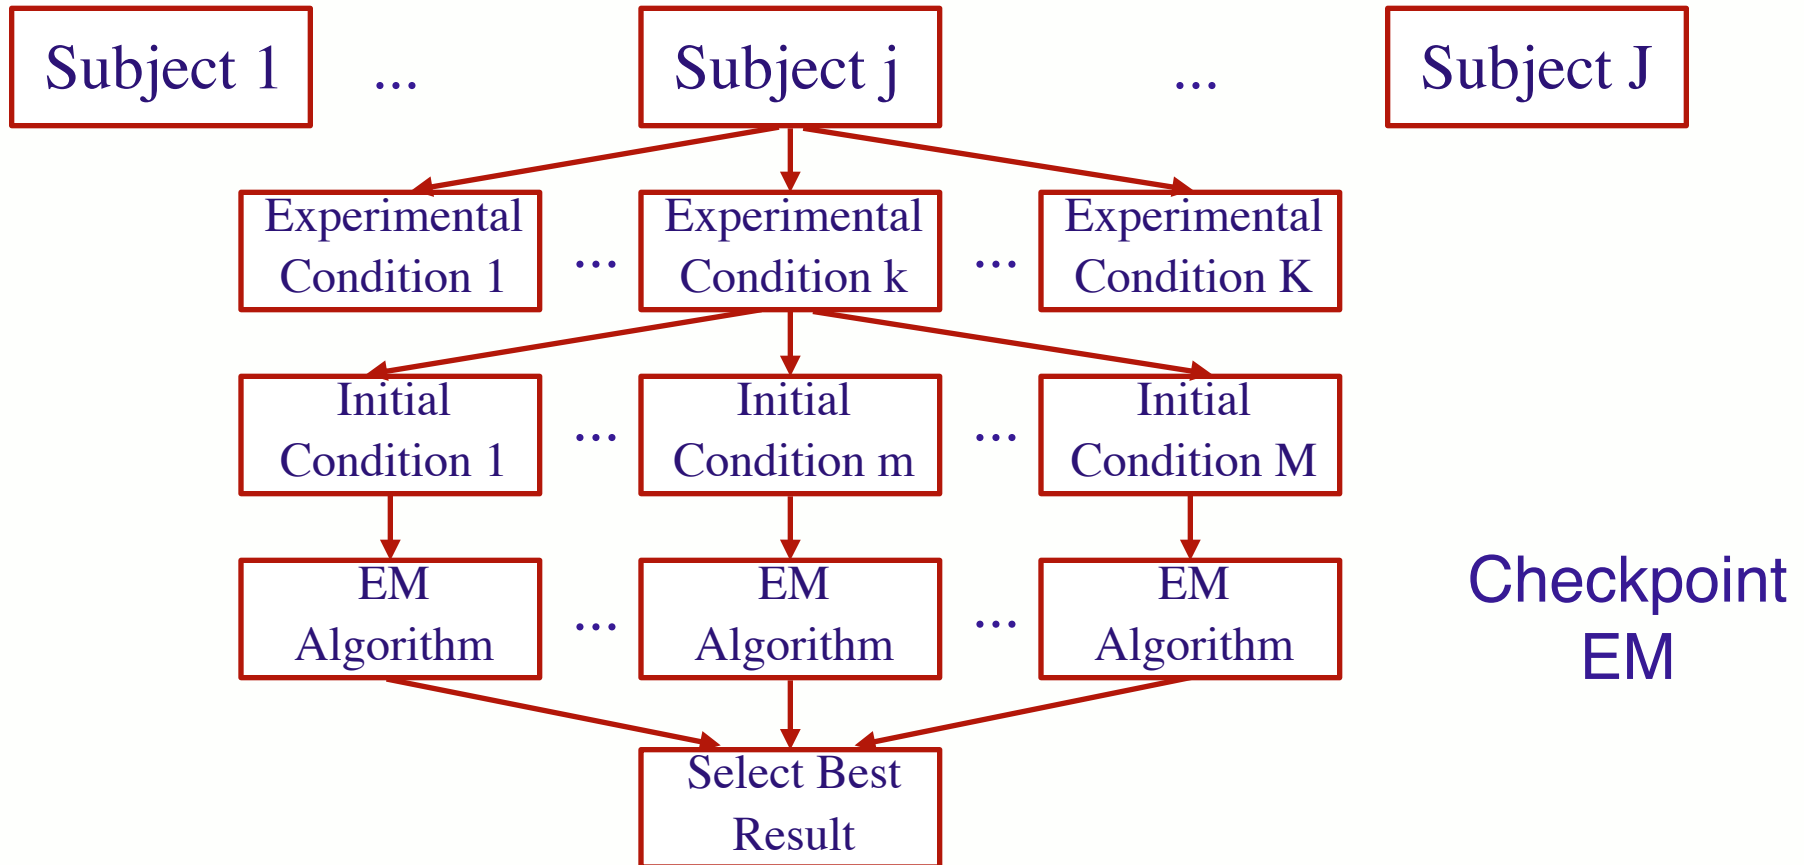 Subject 1 ... Subject j ... Subject J
Experimental
Condition 1
...
Experimental
Condition k
...
Experimental
Condition K
Initial
Condition 1
...
Initial
Condition m
...
Initial
Condition M
EM
Algorithm
...
EM
Algorithm
...
EM
Algorithm
Checkpoint
EM
Select Best
Result